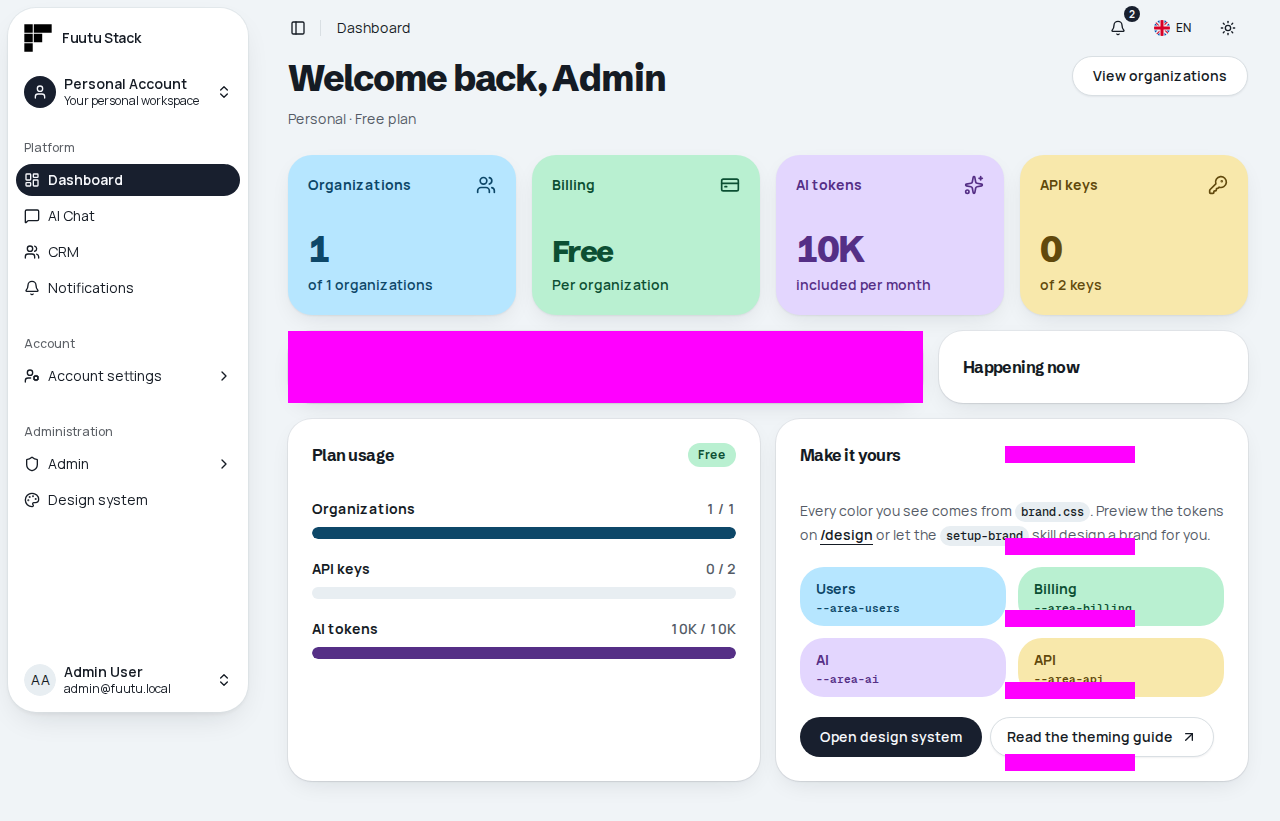 Fuutu Stack
Personal Account
Your personal workspace
Platform
Dashboard
AI Chat
CRM
Notifications
Account
Account settings
Administration
Admin
Design system
AA
Admin User
admin@fuutu.local
Dashboard
2
EN
Welcome back, Admin
Personal · Free plan
View organizations
Organizations
1
of 1 organizations
Billing
Free
Per organization
AI tokens
10K
included per month
API keys
0
of 2 keys
Happening now
Plan usage
Free
Organizations
1 / 1
API keys
0 / 2
AI tokens
10K / 10K
Make it yours
Every color you see comes from brand.css. Preview the tokens
on /design or let the setup-brand skill design a brand for you.
Users
--area-users
Billing
--area-billing
AI
--area-ai
API
--area-api
Open design system
Read the theming guide